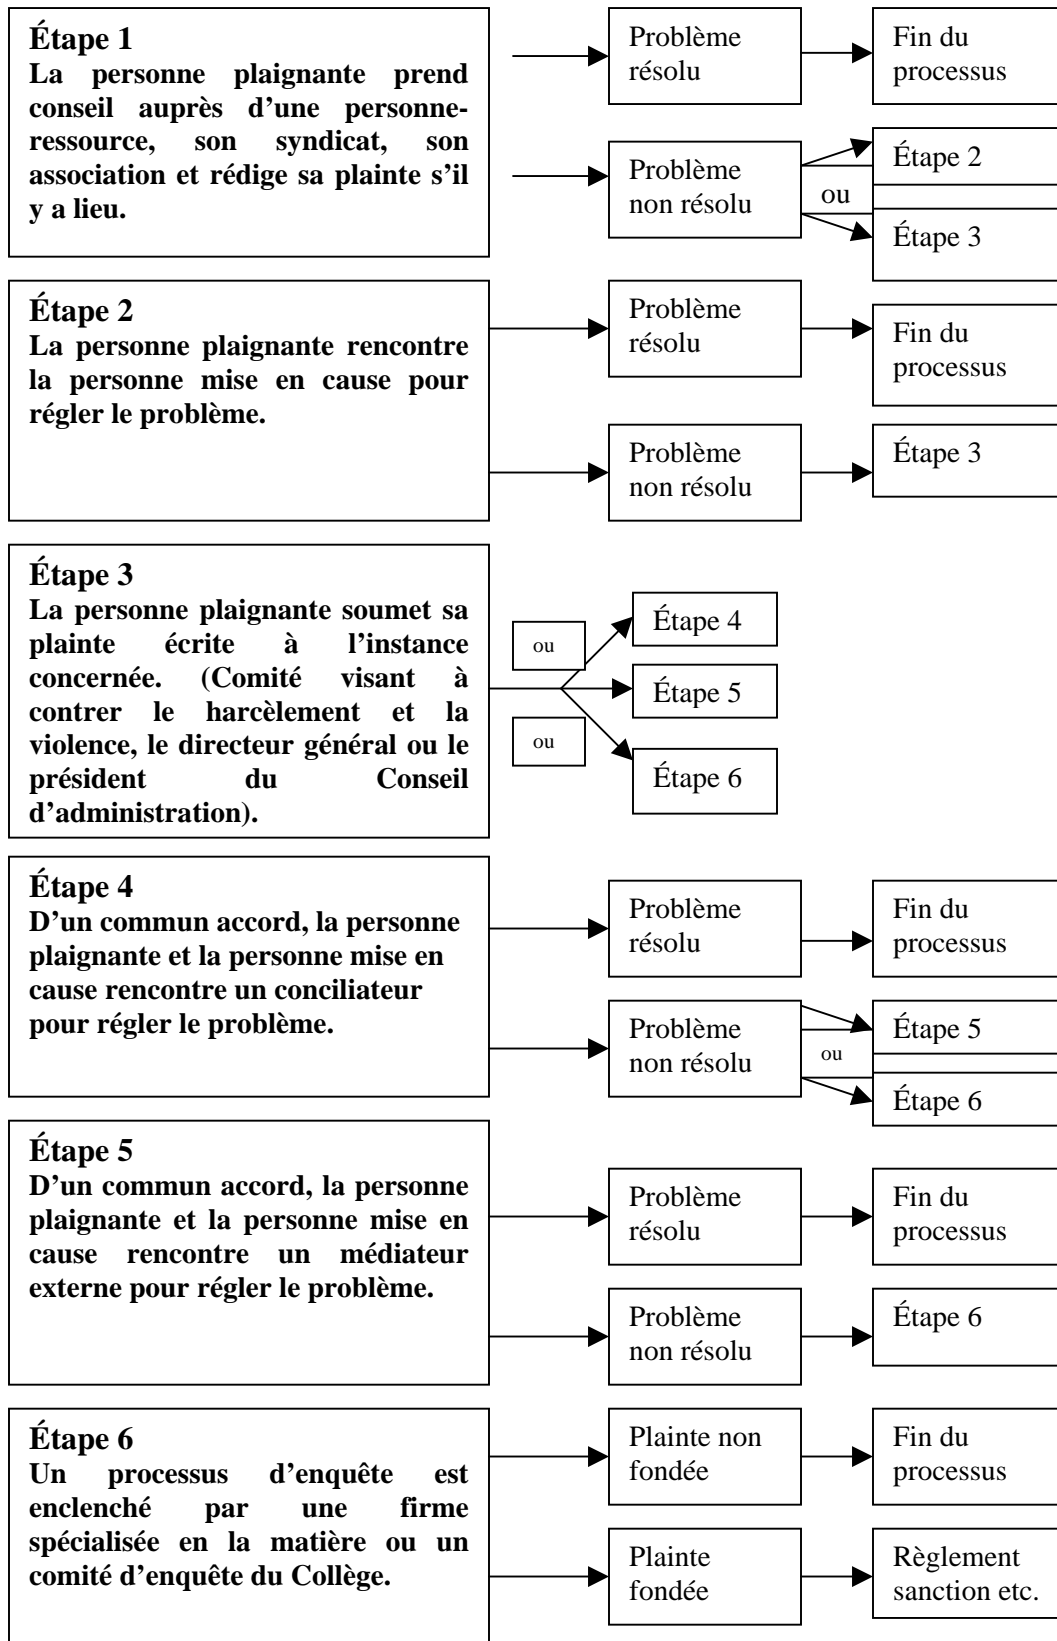 Étape 1
La personne plaignante prend
conseil auprès d’une personne-
ressource, son syndicat, son
association et rédige sa plainte s’il
y a lieu.
Problème
résolu
Fin du
processus
Problème
non résolu
ou
Étape 2
Étape 3
Étape 2
La personne plaignante rencontre
la personne mise en cause pour
régler le problème.
Problème
résolu
Fin du
processus
Problème
non résolu
Étape 3
Étape 3
La personne plaignante soumet sa
plainte écrite à l’instance
concernée. (Comité visant à
contrer le harcèlement et la
violence, le directeur général ou le
président du Conseil
d’administration).
ou
ou
Étape 4
Étape 5
Étape 6
Étape 4
D’un commun accord, la personne
plaignante et la personne mise en
cause rencontre un conciliateur
pour régler le problème.
Problème
résolu
Fin du
processus
Problème
non résolu
ou
Étape 5
Étape 6
Étape 5
D’un commun accord, la personne
plaignante et la personne mise en
cause rencontre un médiateur
externe pour régler le problème.
Problème
résolu
Fin du
processus
Problème
non résolu
Étape 6
Étape 6
Un processus d’enquête est
enclenché par une firme
spécialisée en la matière ou un
comité d’enquête du Collège.
Plainte non
fondée
Fin du
processus
Plainte
fondée
Règlement
sanction etc.